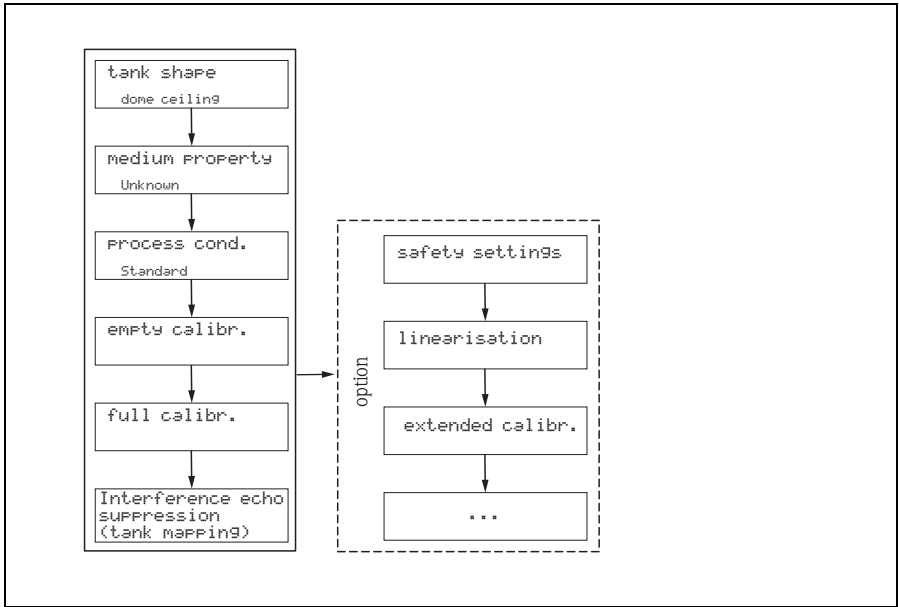 tank shape
dome ceiling
medium property
Unknown
process cond.
Standard
empty calibr.
full calibr.
Interference echo
suppression
(tank mapping)
option
safety settings
linearisation
extended calibr.
...